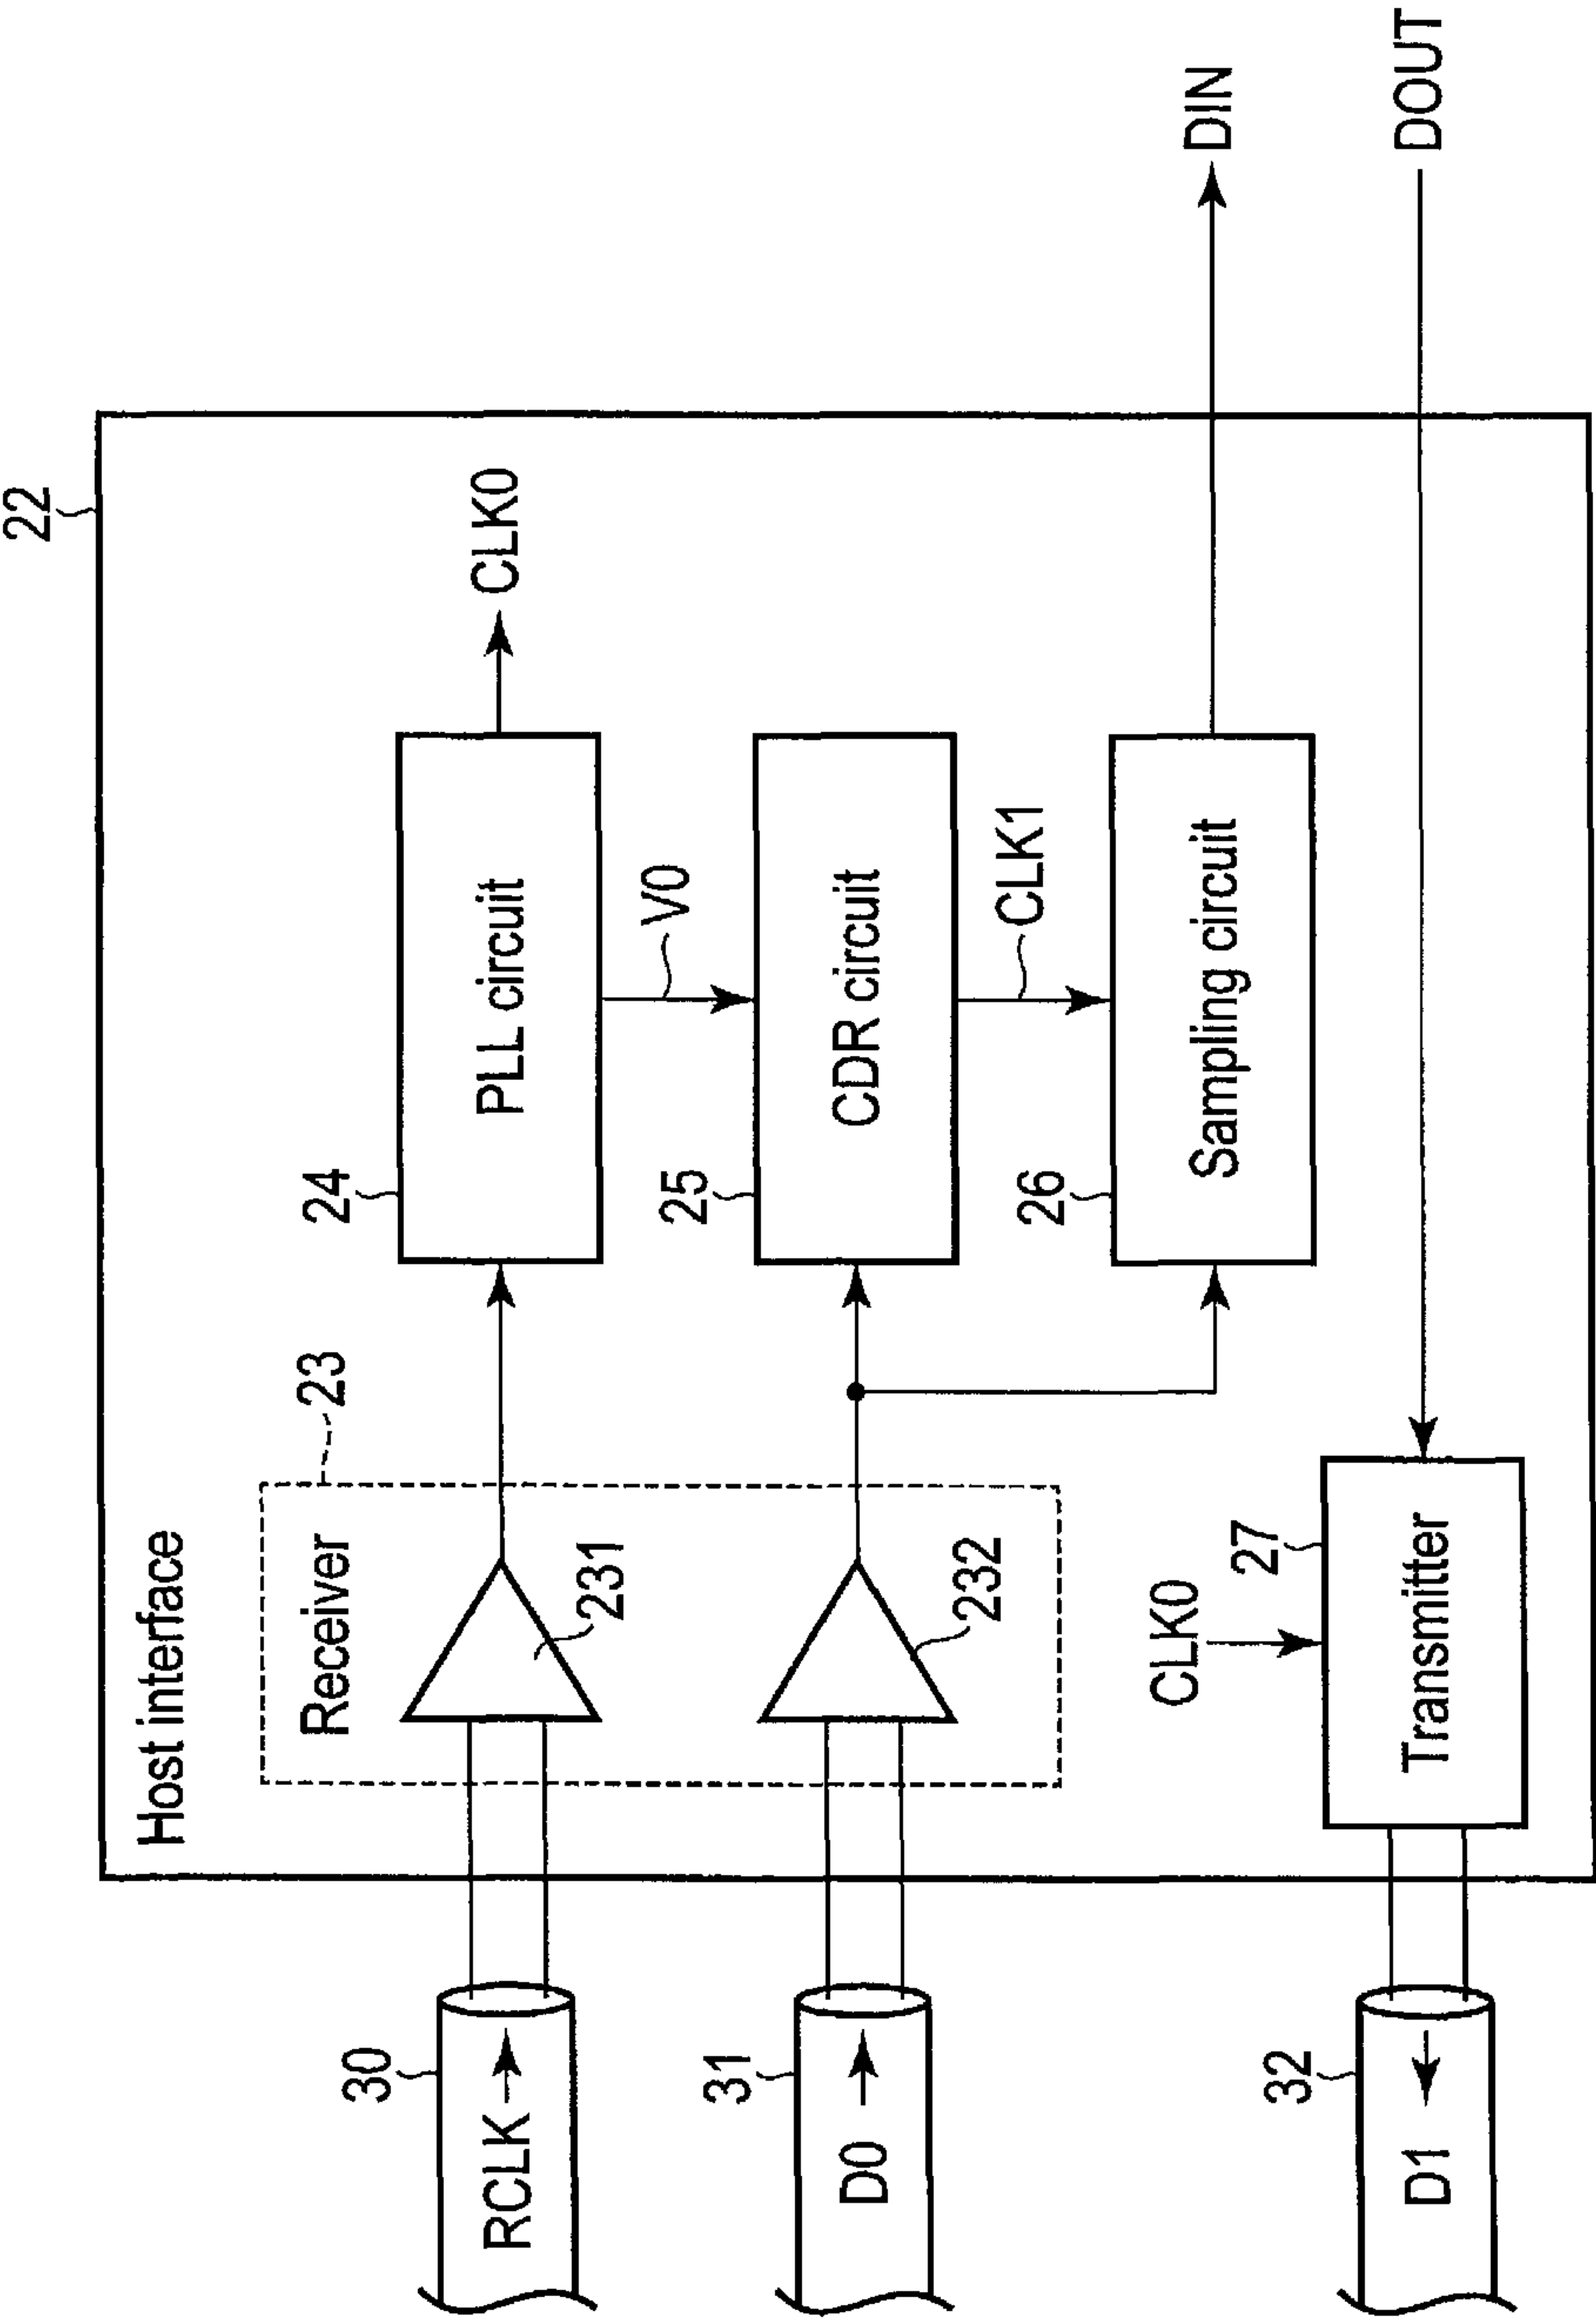 22
Host interface
23
Receiver
24
PLL circuit
CLK0
30
RCLK
231
V0
25
CDR circuit
31
D0
232
CLK1
26
Sampling circuit
DIN
CLK0
27
Transmitter
DOUT
32
D1